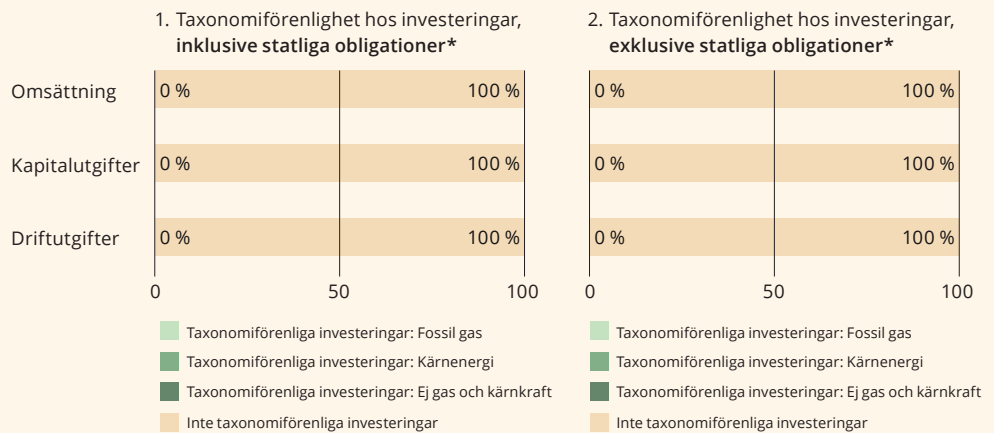 1. Taxonomiförenlighet hos investeringar,
inklusive statliga obligationer*
Omsättning 0 % 100 %
Kapitalutgifter 0 % 100 %
Driftutgifter 0 % 100 %
0 50 100
Taxonomiförenliga investeringar: Fossil gas
Taxonomiförenliga investeringar: Kärnenergi
Taxonomiförenliga investeringar: Ej gas och kärnkraft
Inte taxonomiförenliga investeringar
2. Taxonomiförenlighet hos investeringar,
exklusive statliga obligationer*
0 % 100 %
0 % 100 %
0 % 100 %
0 50 100
Taxonomiförenliga investeringar: Fossil gas
Taxonomiförenliga investeringar: Kärnenergi
Taxonomiförenliga investeringar: Ej gas och kärnkraft
Inte taxonomiförenliga investeringar